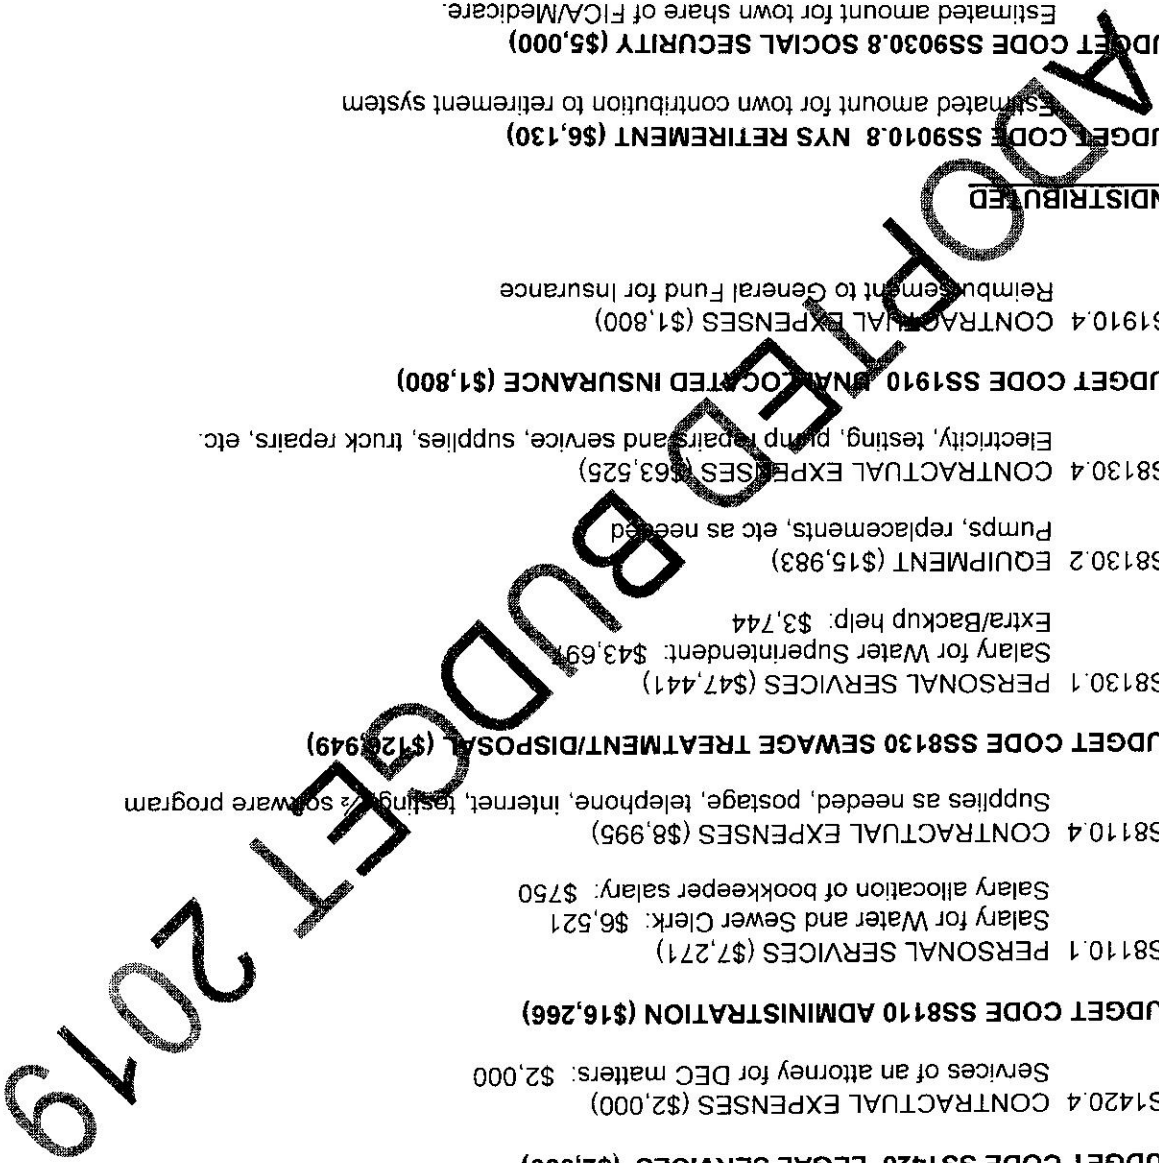 UDGET CODE SS1420 LEGAL SERVICES ($2,000)
S1420.4 CONTRACTUAL EXPENSES ($2,000)
Services of an attorney for DEC matters: $2,000
UDGET CODE SS8110 ADMINISTRATION ($16,266)
S8110.1 PERSONAL SERVICES ($7,271)
Salary for Water and Sewer Clerk: $6,521
Salary allocation of bookkeeper salary: $750
S8110.4 CONTRACTUAL EXPENSES ($8,995)
Supplies as needed, postage, telephone, internet, testing, ½ software program
UDGET CODE SS8130 SEWAGE TREATMENT/DISPOSAL ($126,949)
S8130.1 PERSONAL SERVICES ($47,441)
Salary for Water Superintendent: $43,697
Extra/Backup help: $3,744
S8130.2 EQUIPMENT ($15,983)
Pumps, replacements, etc as needed
S8130.4 CONTRACTUAL EXPENSES ($63,525)
Electricity, testing, pump repairs and service, supplies, truck repairs, etc.
UDGET CODE SS1910 UNALLOCATED INSURANCE ($1,800)
S1910.4 CONTRACTUAL EXPENSES ($1,800)
Reimbursement to General Fund for Insurance
NDISTRIBUTED
UDGET CODE SS9010.8 NYS RETIREMENT ($6,130)
Estimated amount for town contribution to retirement system
UDGET CODE SS9030.8 SOCIAL SECURITY ($5,000)
Estimated amount for town share of FICA/Medicare.
ADOPTED BUDGET 2019